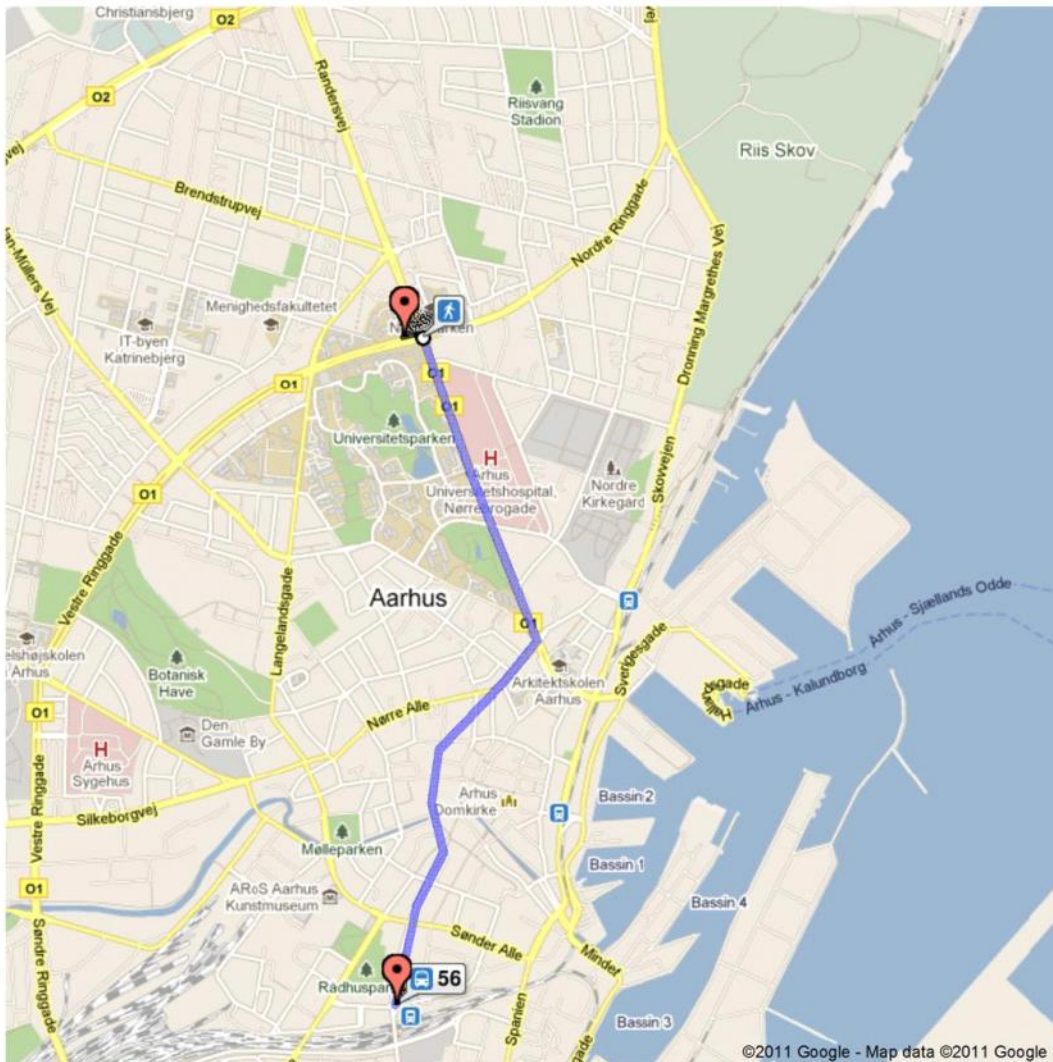 Christiansbjerg
O2
Randersvej
O2
Riisvang
Stadion
Riis Skov
Brendstrupvej
Nordre Ringgade
Dronning Margrethes Vej
Menighedsfakultetet
IT-byen
Katrinebjerg
O1
O1
O1
Universitetsparken
H
Århus
Universitetshospital,
Nørrebrogade
Nordre
Kirkegård
Skovvejen
O1
Vestre Ringgade
Langelandsgade
Aarhus
O1
Århus - Sjællands Odde
Århus - Kalundborg
Sverigesgade
Arkitektskolen
Aarhus
Botanisk
Have
Nørre Alle
Den
Gamle By
O1
H
Århus
Sygehus
Silkeborgvej
Vestre Ringgade
Århus
Domkirke
Bassin 2
Bassin 1
Mølleparken
ARoS Aarhus
Kunstmuseum
Bassin 4
O1
Søndre Ringgade
Sønder Alle
56
Spanien
Bassin 3
©2011 Google - Map data ©2011 Google